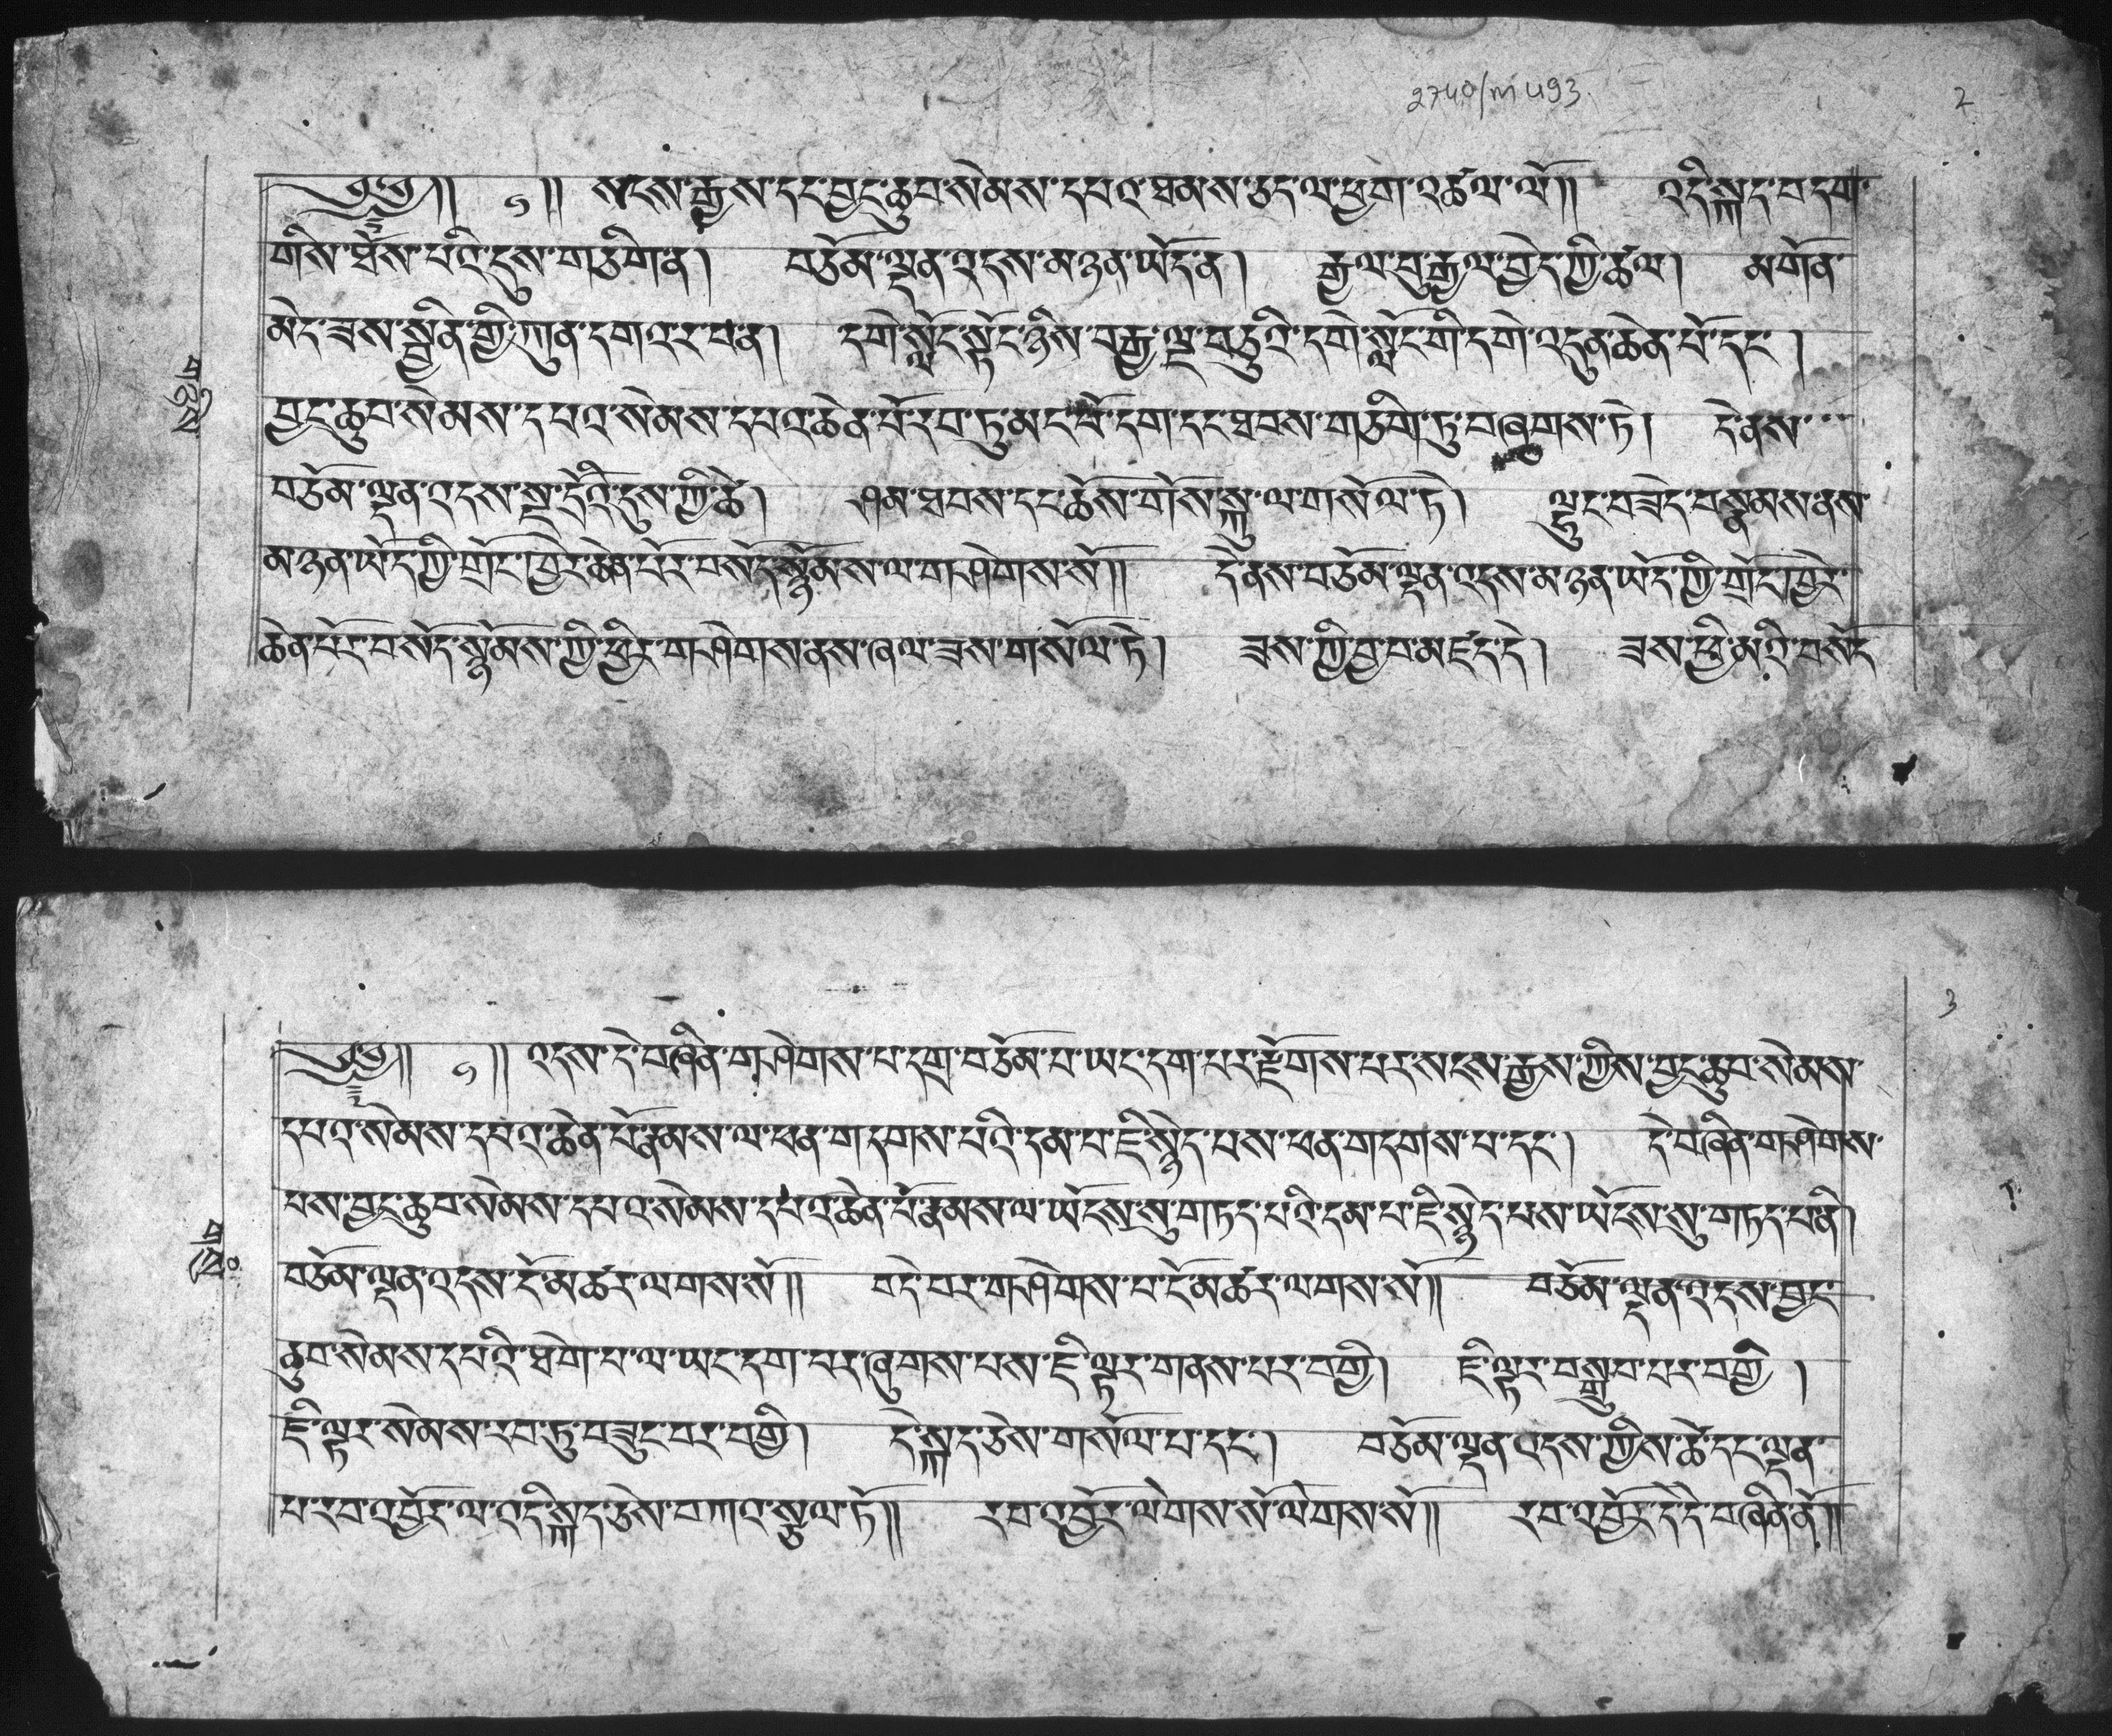 2740/m 493
2
༄༅།། ༡ །། སངས་རྒྱས་དང་བྱང་ཆུབ་སེམས་དཔའ་ཐམས་ཅད་ལ་ཕྱག་འཚལ་ལོ།། འདི་སྐད་བདག་
གིས་ཐོས་པའི་དུས་གཅིག་ན། བཅོམ་ལྡན་འདས་མཉན་ཡོད་ན། རྒྱལ་བུ་རྒྱལ་བྱེད་ཀྱི་ཚལ། མགོན་
མེད་ཟས་སྦྱིན་གྱི་ཀུན་དགའ་ར་བ་ན། དགེ་སློང་སྟོང་ཉིས་བརྒྱ་ལྔ་བཅུའི་དགེ་སློང་གི་དགེ་འདུན་ཆེན་པོ་དང་།
བྱང་ཆུབ་སེམས་དཔའ་སེམས་དཔའ་ཆེན་པོ་རབ་ཏུ་མང་པོ་དག་དང་ཐབས་གཅིག་ཏུ་བཞུགས་ཏེ། དེ་ནས་
བཅོམ་ལྡན་འདས་སྔ་དྲོའི་དུས་ཀྱི་ཚེ། ཤམ་ཐབས་དང་ཆོས་གོས་སྐུ་ལ་གསོལ་ཏེ། ལྷུང་བཟེད་བསྣམས་ནས་
མཉན་ཡོད་ཀྱི་གྲོང་ཁྱེར་ཆེན་པོར་བསོད་སྙོམས་ལ་གཤེགས་སོ།། དེ་ནས་བཅོམ་ལྡན་འདས་མཉན་ཡོད་ཀྱི་གྲོང་ཁྱེར་
ཆེན་པོར་བསོད་སྙོམས་ཀྱི་ཕྱིར་གཤེགས་ནས་ཞལ་ཟས་གསོལ་ཏེ། ཟས་ཀྱི་བྱ་བ་མཛད་དེ། ཟས་ཕྱི་མའི་བསོད
3
༄༅།། ༡ །། འདས་དེ་བཞིན་གཤེགས་པ་དགྲ་བཅོམ་པ་ཡང་དག་པར་རྫོགས་པར་སངས་རྒྱས་ཀྱིས་བྱང་ཆུབ་སེམས་
དཔའ་སེམས་དཔའ་ཆེན་པོ་རྣམས་ལ་ཕན་གདགས་པའི་དམ་པ་ཇི་སྙེད་པས་ཕན་གདགས་པ་དང་། དེ་བཞིན་གཤེགས་
པས་བྱང་ཆུབ་སེམས་དཔའ་སེམས་དཔའ་ཆེན་པོ་རྣམས་ལ་ཡོངས་སུ་གཏད་པའི་དམ་པ་ཇི་སྙེད་པས་ཡོངས་སུ་གཏད་པ་ནི།
བཅོམ་ལྡན་འདས་ངོ་མཚར་ལགས་སོ།། བདེ་བར་གཤེགས་པ་ངོ་མཚར་ལགས་སོ།། བཅོམ་ལྡན་འདས་བྱང་
ཆུབ་སེམས་དཔའི་ཐེག་པ་ལ་ཡང་དག་པར་ཞུགས་པས་ཇི་ལྟར་གནས་པར་བགྱི། ཇི་ལྟར་བསྒྲུབ་པར་བགྱི །
ཇི་ལྟར་སེམས་རབ་ཏུ་བཟུང་བར་བགྱི། དེ་སྐད་ཅེས་གསོལ་པ་དང་། བཅོམ་ལྡན་འདས་ཀྱིས་ཚེ་དང་ལྡན་
པ་རབ་འབྱོར་ལ་འདི་སྐད་ཅེས་བཀའ་སྩལ་ཏོ།། རབ་འབྱོར་ལེགས་སོ་ལེགས་སོ།། རབ་འབྱོར་དེ་དེ་བཞིན་ནོ།།